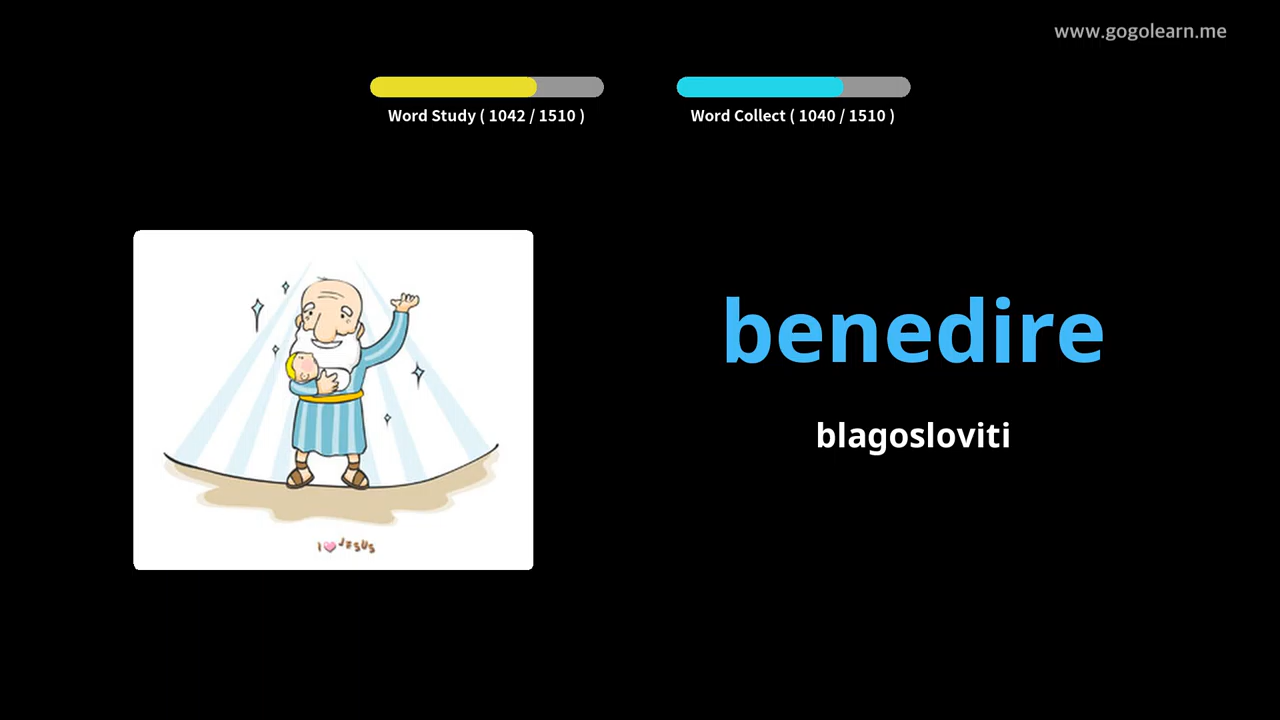 www.gogolearn.me
Word Study ( 1042 / 1510 )
Word Collect ( 1040 / 1510 )
benedire
blagosloviti
I JESUS